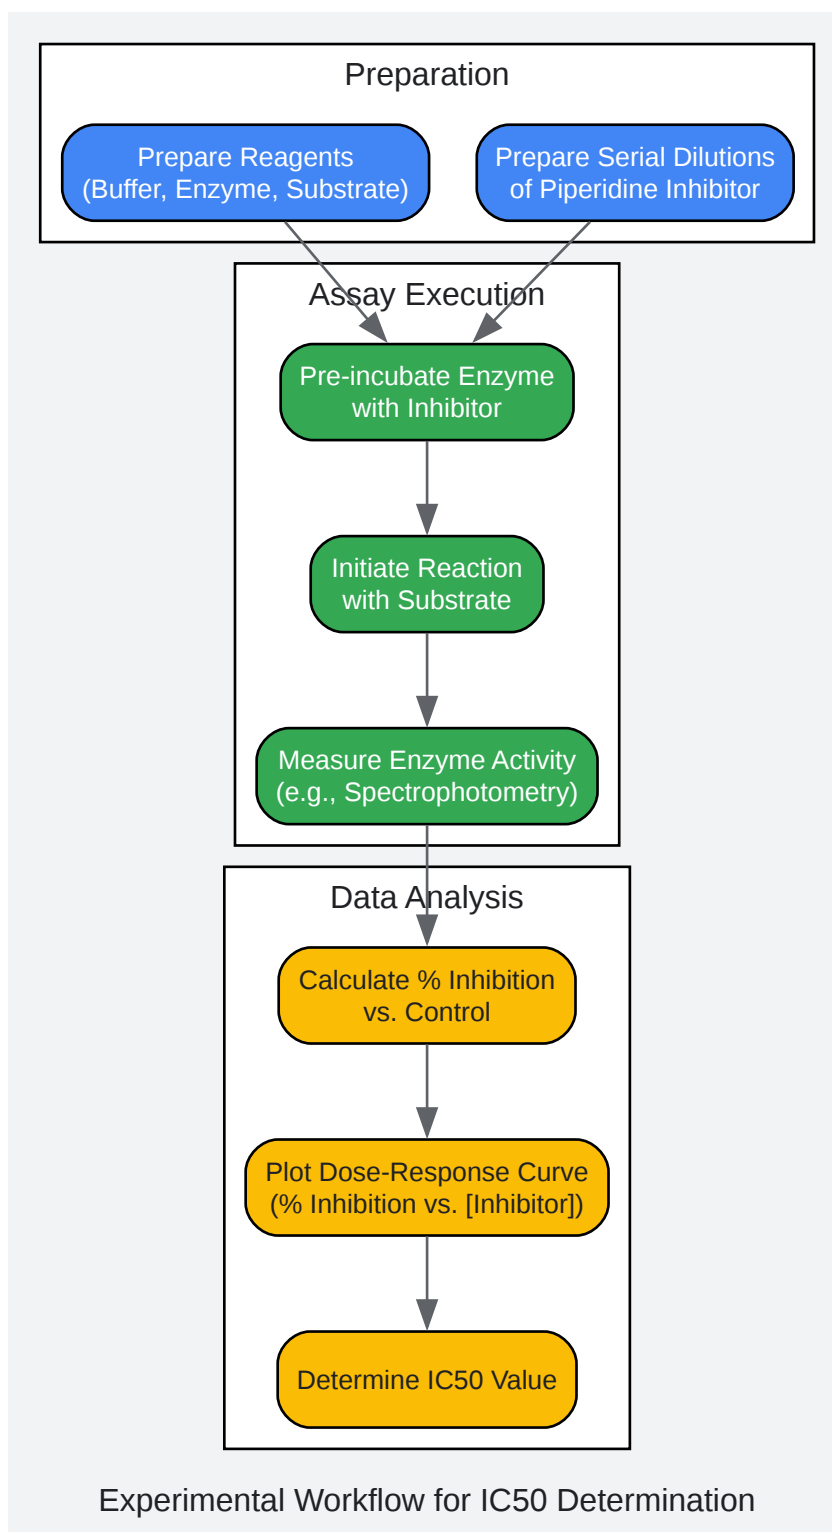 Preparation
Prepare Reagents
(Buffer, Enzyme, Substrate)
Prepare Serial Dilutions
of Piperidine Inhibitor
Assay Execution
Pre-incubate Enzyme
with Inhibitor
Initiate Reaction
with Substrate
Measure Enzyme Activity
(e.g., Spectrophotometry)
Data Analysis
Calculate % Inhibition
vs. Control
Plot Dose-Response Curve
(% Inhibition vs. [Inhibitor])
Determine IC50 Value
Experimental Workflow for IC50 Determination